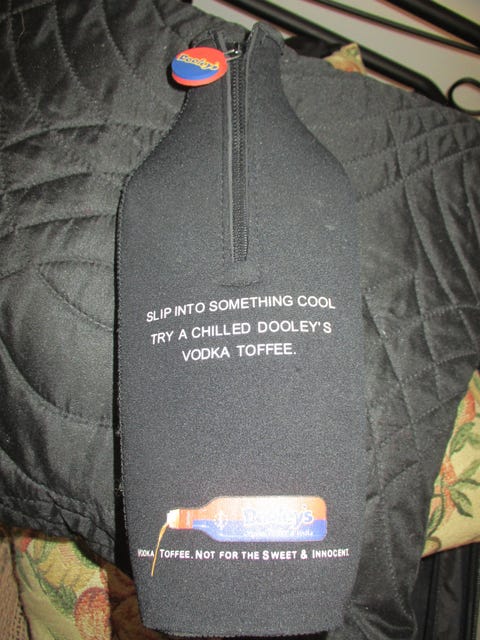 Dooley's
SLIP INTO SOMETHING COOL
TRY A CHILLED DOOLEY'S
VODKA TOFFEE.
Dooley's
VODKA TOFFEE. NOT FOR THE SWEET & INNOCENT.